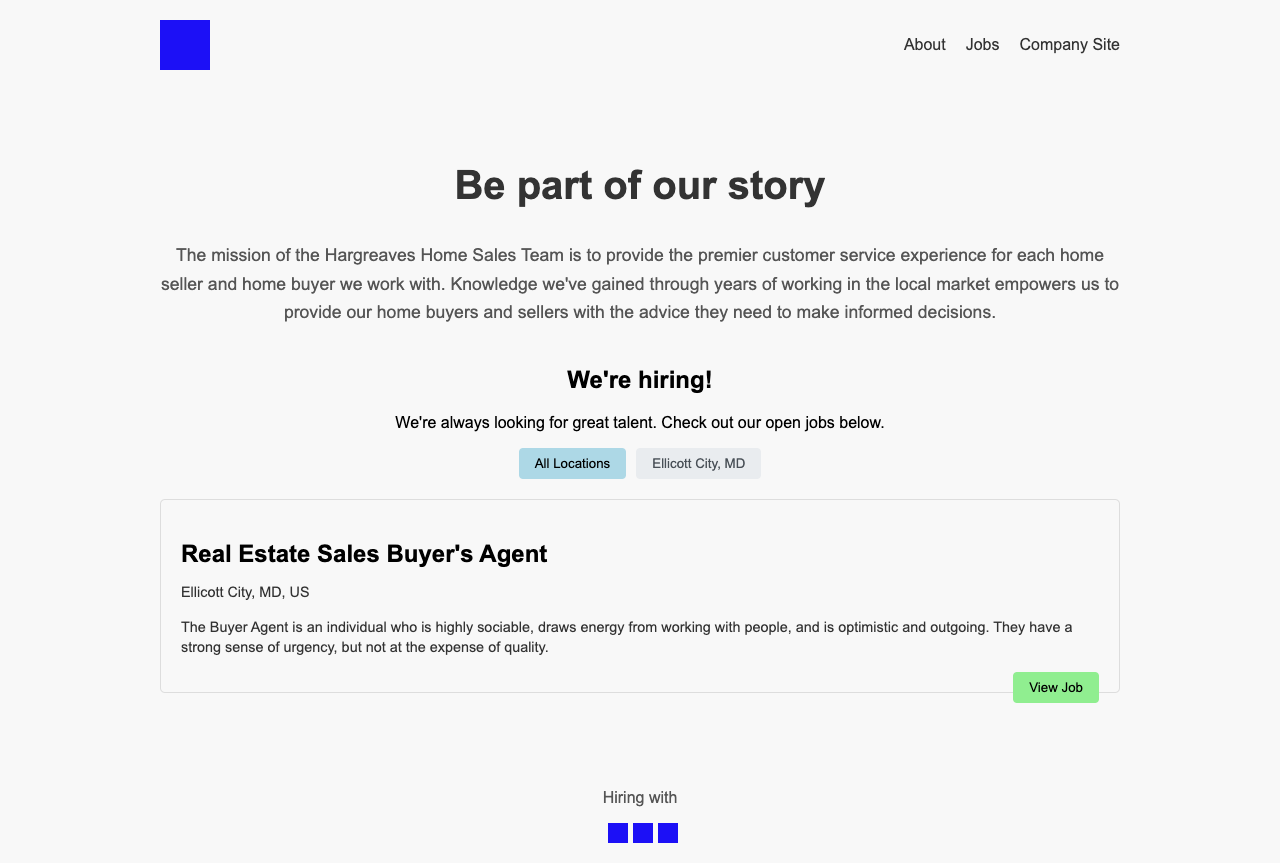 About
Jobs
Company Site
Be part of our story
The mission of the Hargreaves Home Sales Team is to provide the premier customer service experience for each home
seller and home buyer we work with. Knowledge we've gained through years of working in the local market empowers us to
provide our home buyers and sellers with the advice they need to make informed decisions.
We're hiring!
We're always looking for great talent. Check out our open jobs below.
All Locations
Ellicott City, MD
Real Estate Sales Buyer's Agent
Ellicott City, MD, US
The Buyer Agent is an individual who is highly sociable, draws energy from working with people, and is optimistic and outgoing. They have a
strong sense of urgency, but not at the expense of quality.
View Job
Hiring with